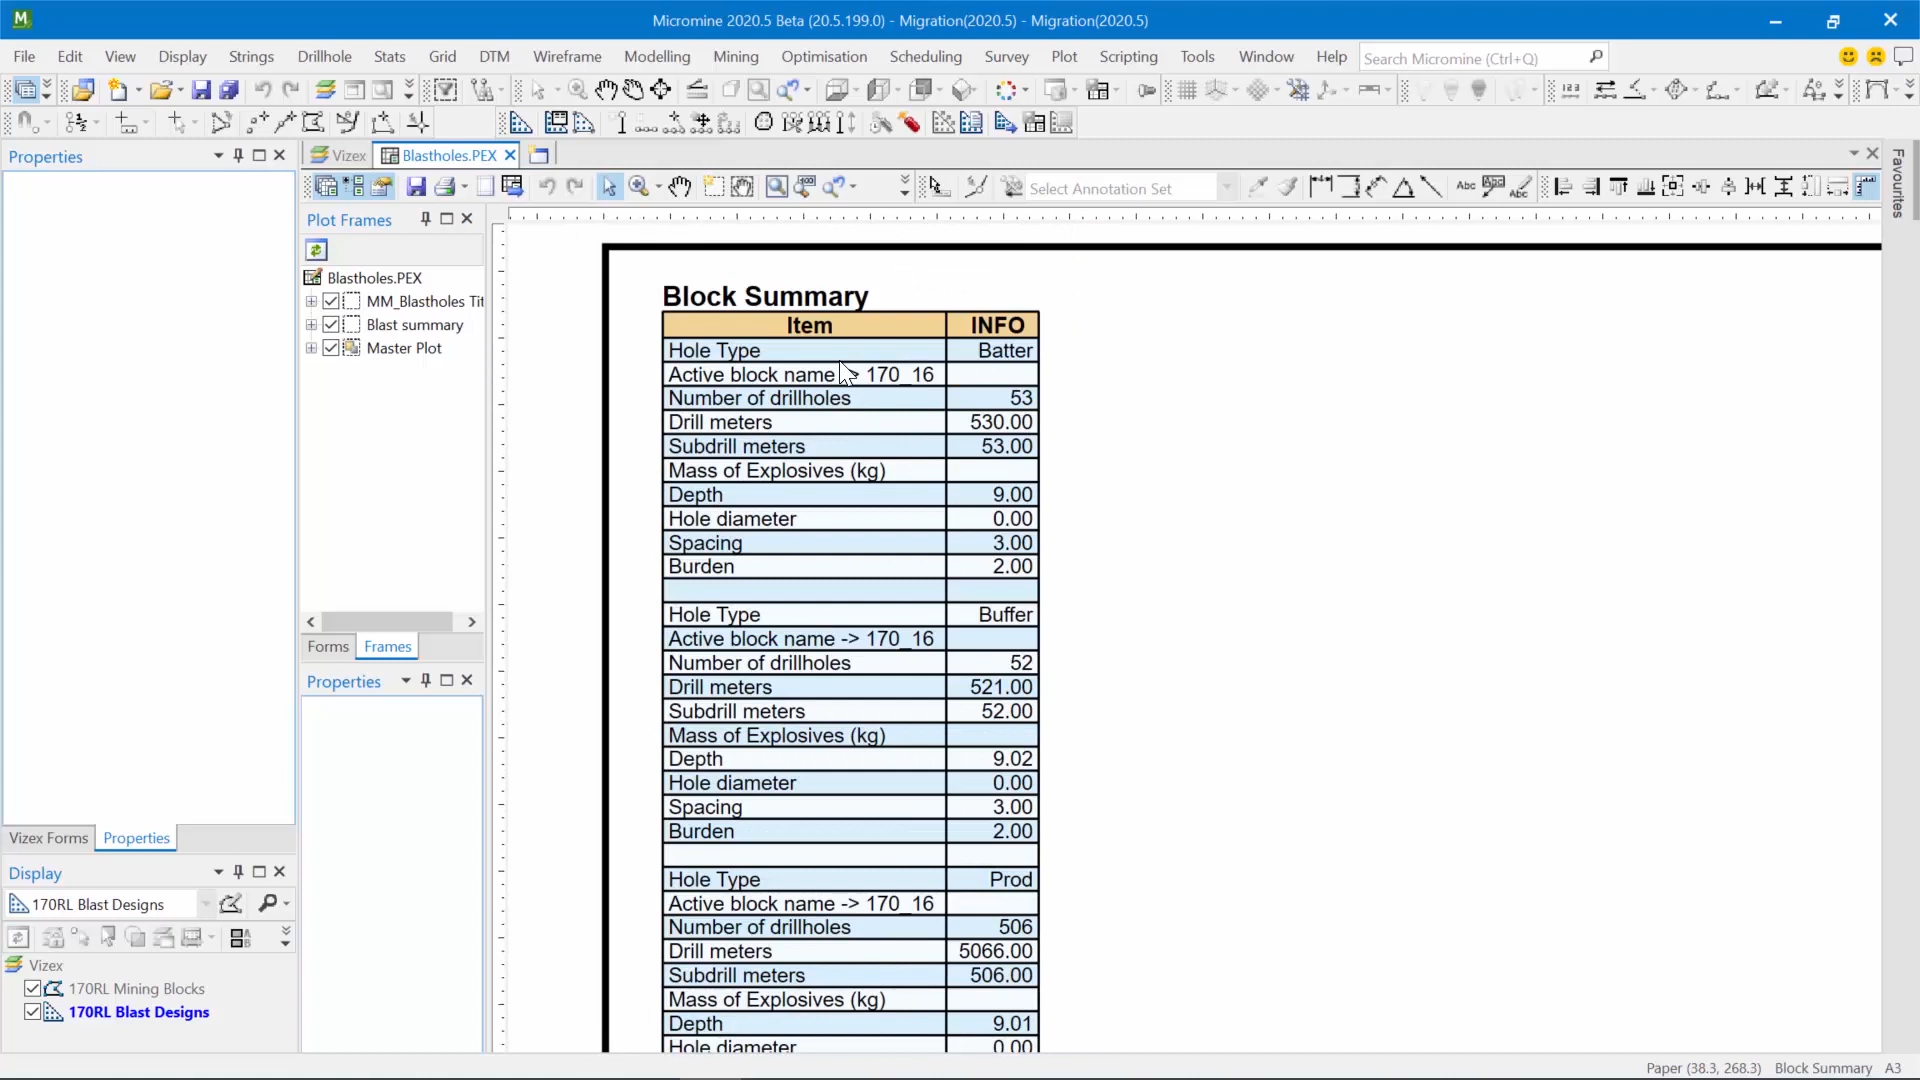 Micromine 2020.5 Beta (20.5.199.0) - Migration(2020.5) - Migration(2020.5)
File Edit View Display Strings Drillhole Stats Grid DTM Wireframe Modelling Mining Optimisation Scheduling Survey Plot Scripting Tools Window Help Search Micromine (Ctrl+Q)
Properties
Vizex Blastholes.PEX
Favourites
Select Annotation Set
Plot Frames
Blastholes.PEX
MM_Blastholes Tit
Blast summary
Master Plot
Forms Frames
Properties
Block Summary
Item INFO
Hole Type Batter
Active block name -> 170_16
Number of drillholes 53
Drill meters 530.00
Subdrill meters 53.00
Mass of Explosives (kg)
Depth 9.00
Hole diameter 0.00
Spacing 3.00
Burden 2.00
Hole Type Buffer
Active block name -> 170_16
Number of drillholes 52
Drill meters 521.00
Subdrill meters 52.00
Mass of Explosives (kg)
Depth 9.02
Hole diameter 0.00
Spacing 3.00
Burden 2.00
Hole Type Prod
Active block name -> 170_16
Number of drillholes 506
Drill meters 5066.00
Subdrill meters 506.00
Mass of Explosives (kg)
Depth 9.01
Hole diameter 0.00
Vizex Forms Properties
Display
170RL Blast Designs
Vizex
170RL Mining Blocks
170RL Blast Designs
Paper (38.3, 268.3) Block Summary A3